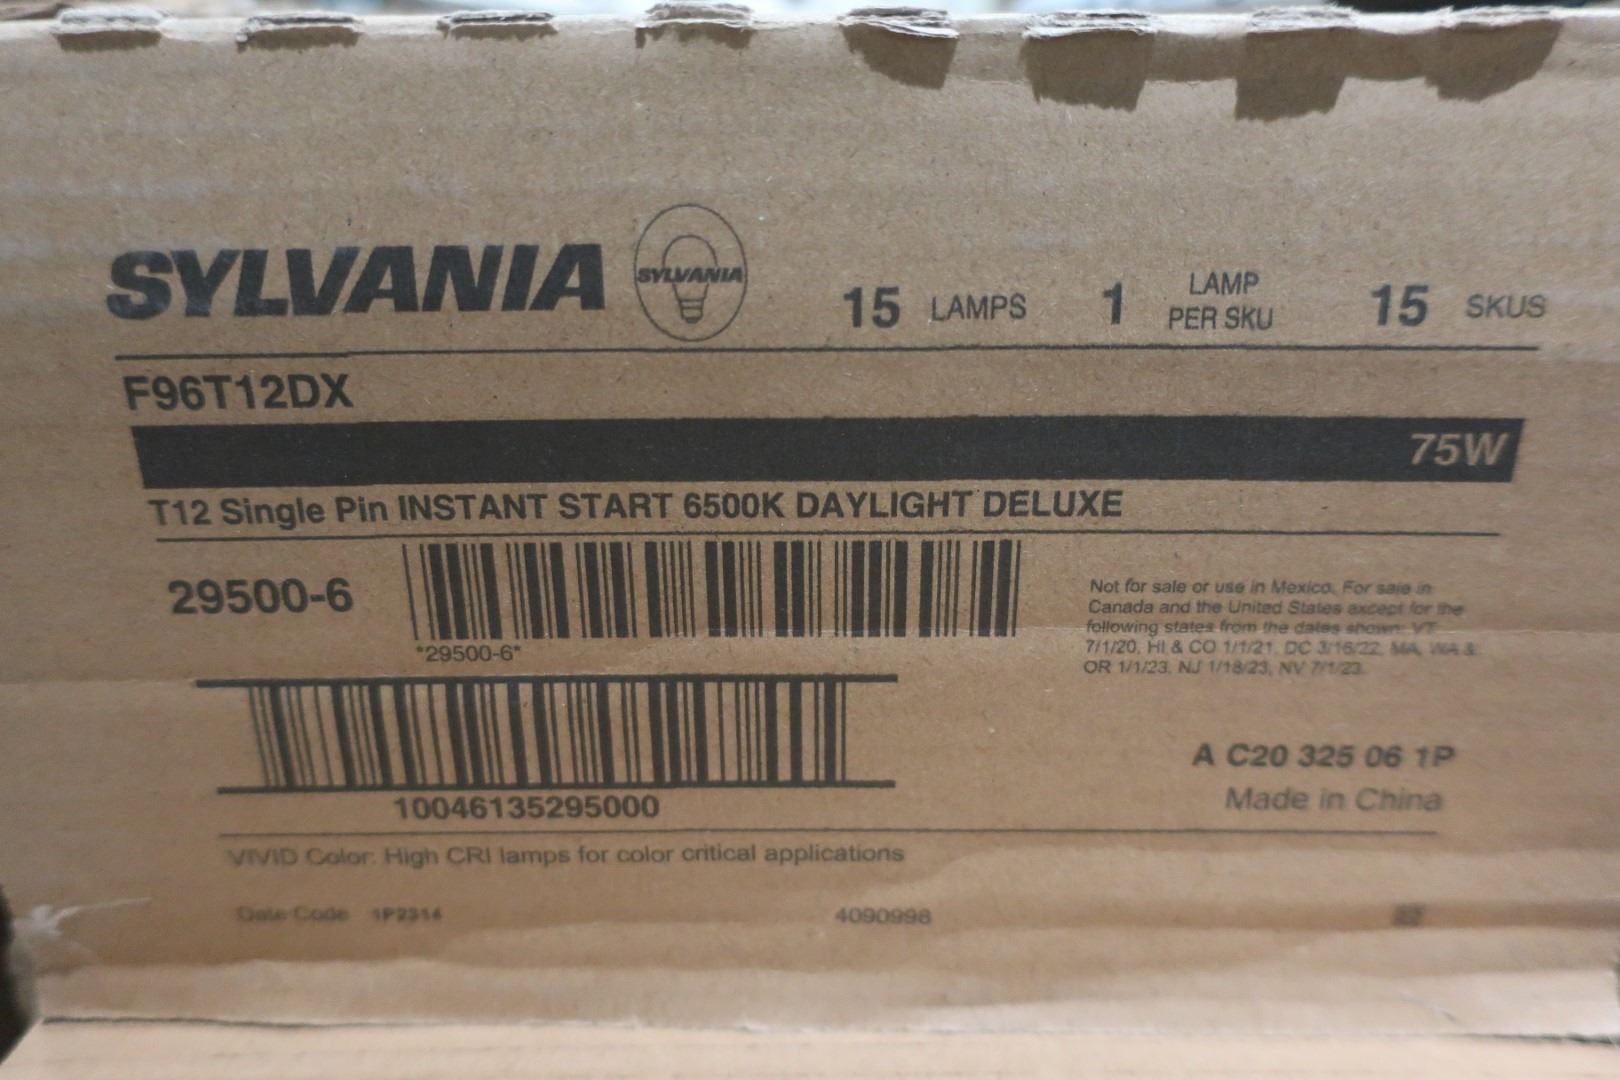 SYLVANIA
SYLVANIA
15 LAMPS 1 LAMP PER SKU 15 SKUS
F96T12DX
75W
T12 Single Pin INSTANT START 6500K DAYLIGHT DELUXE
29500-6
*29500-6*
Not for sale or use in Mexico. For sale in
Canada and the United States except for the
following states from the dates shown: VT
7/1/20, HI & CO 1/1/21, DC 3/16/22, MA, WA &
OR 1/1/23, NJ 1/18/23, NV 7/1/23.
10046135295000
A C20 325 06 1P
Made in China
VIVID Color: High CRI lamps for color critical applications
Date Code 1P2314 4090998